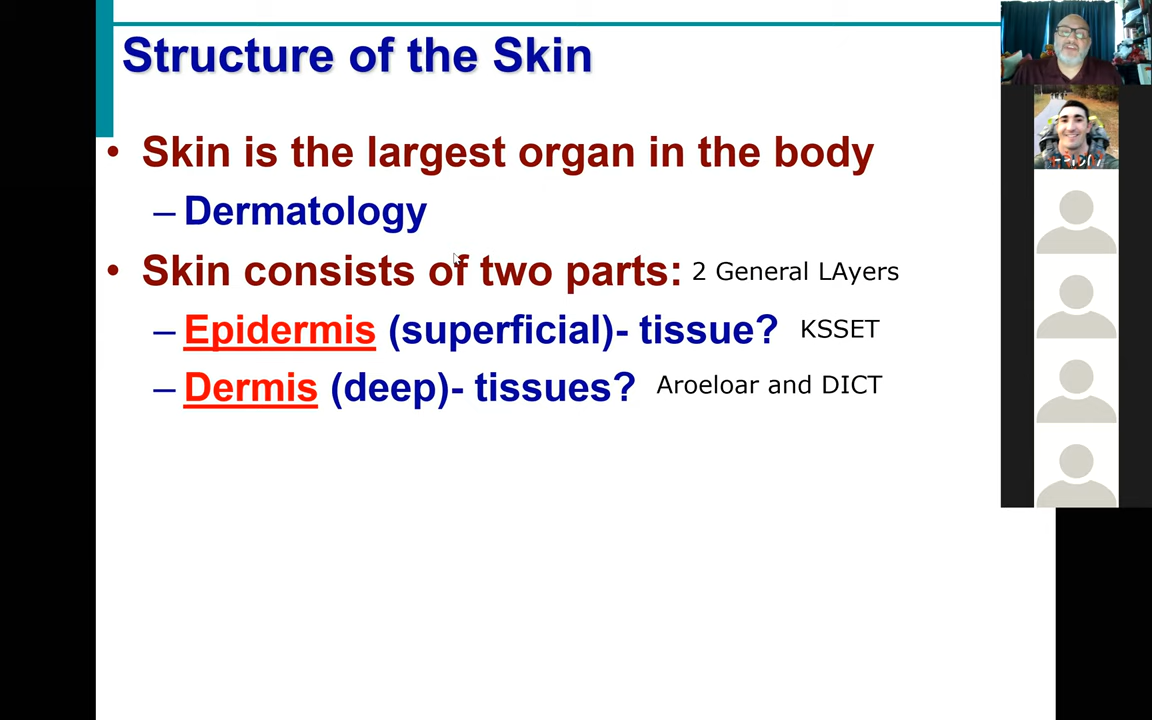 Structure of the Skin
• Skin is the largest organ in the body
– Dermatology
• Skin consists of two parts: 2 General LAyers
– Epidermis (superficial)- tissue? KSSET
– Dermis (deep)- tissues? Aroeloar and DICT